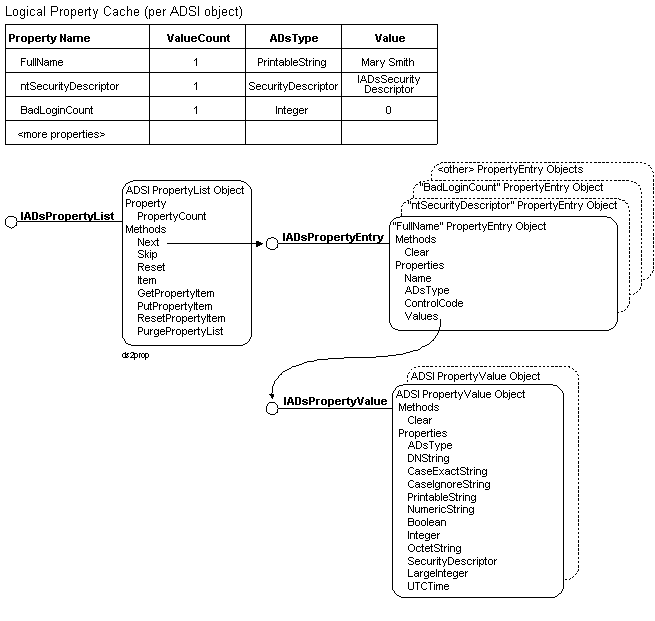 Logical Property Cache (per ADSI object)
Property Name ValueCount ADsType Value
FullName 1 PrintableString Mary Smith
ntSecurityDescriptor 1 SecurityDescriptor IADsSecurity
Descriptor
BadLoginCount 1 Integer 0
<more properties>
<other> PropertyEntry Objects
"BadLoginCount" PropertyEntry Object
"ntSecurityDescriptor" PropertyEntry Object
IADsPropertyList
ADSI PropertyList Object
Property
PropertyCount
Methods
Next
Skip
Reset
Item
GetPropertyItem
PutPropertyItem
ResetPropertyItem
PurgePropertyList
ds2prop
IADsPropertyEntry
"FullName" PropertyEntry Object
Methods
Clear
Properties
Name
ADsType
ControlCode
Values
ADSI PropertyValue Object
IADsPropertyValue
ADSI PropertyValue Object
Methods
Clear
Properties
ADsType
DNString
CaseExactString
CaseIgnoreString
PrintableString
NumericString
Boolean
Integer
OctetString
SecurityDescriptor
LargeInteger
UTCTime